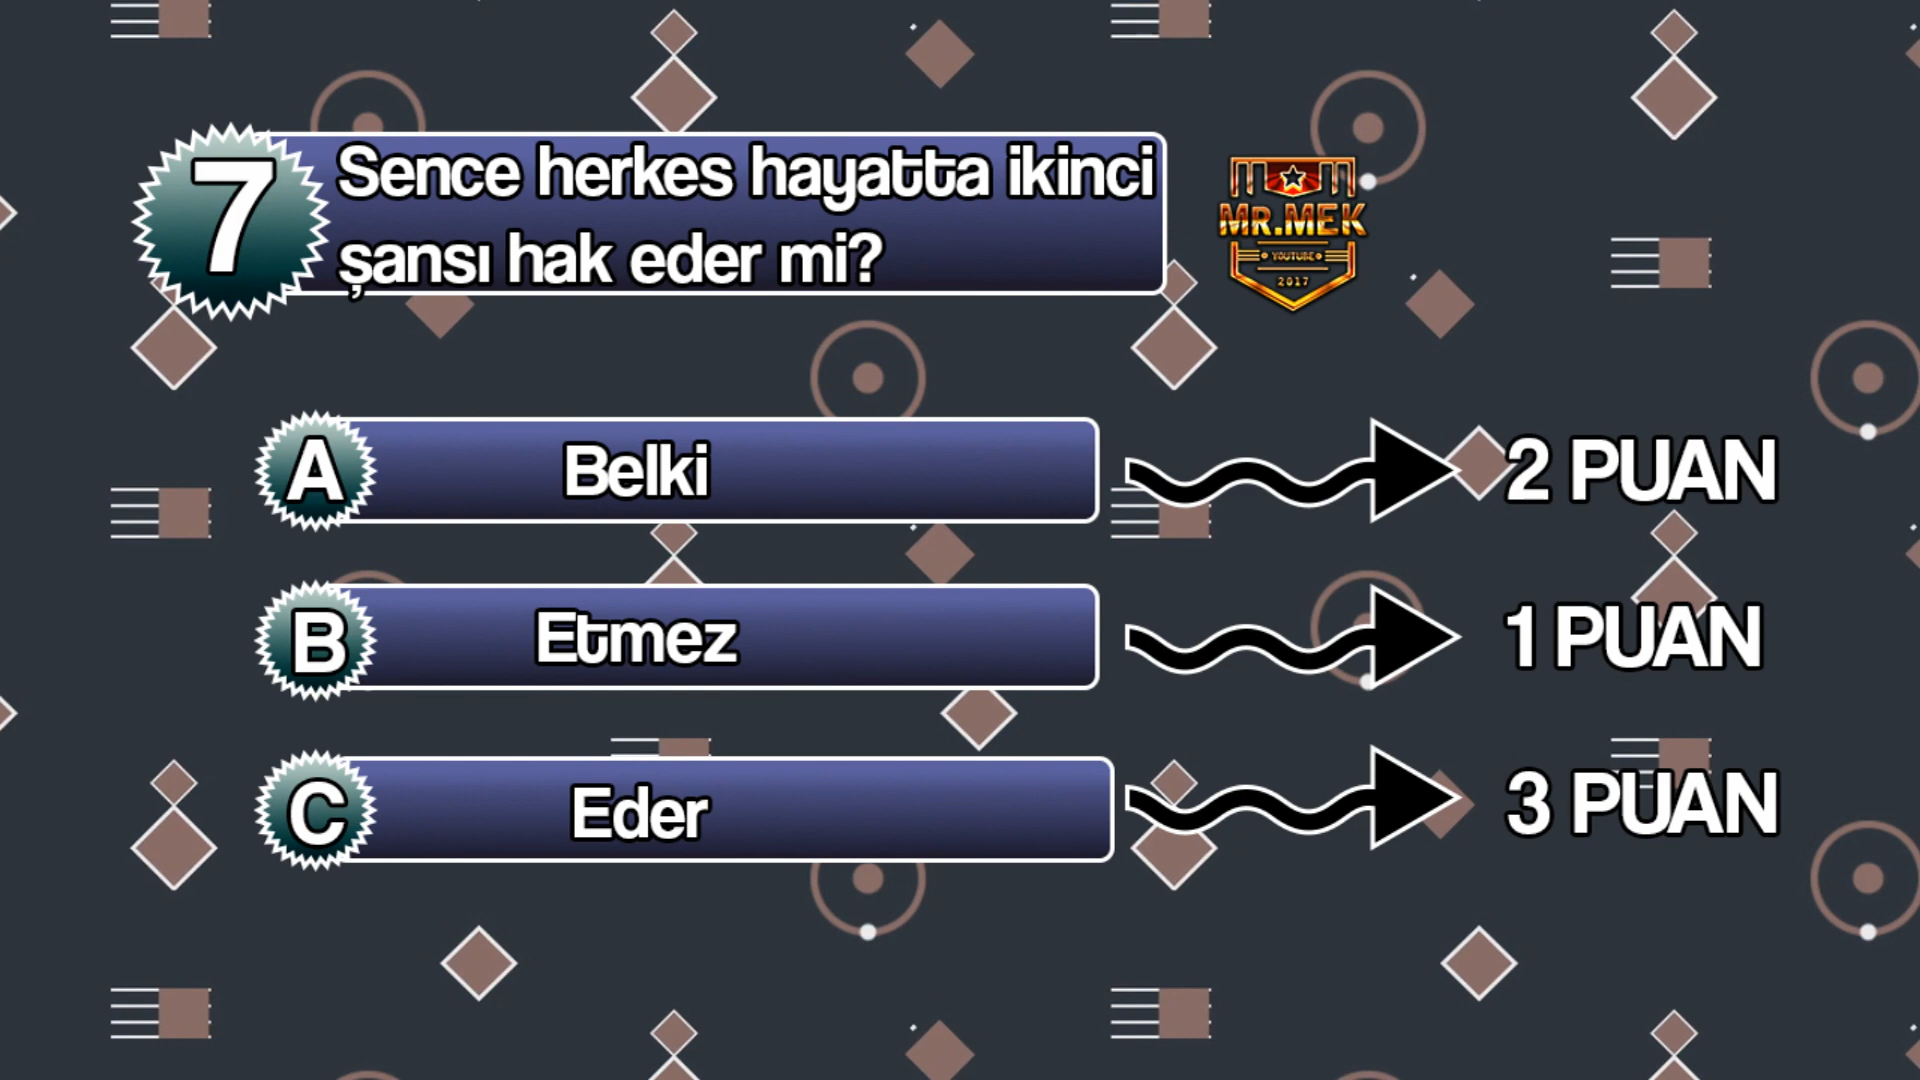 7
Sence herkes hayatta ikinci
şansı hak eder mi?
MR.MEK
YOUTUBE
2017
A Belki 2 PUAN
B Etmez 1 PUAN
C Eder 3 PUAN